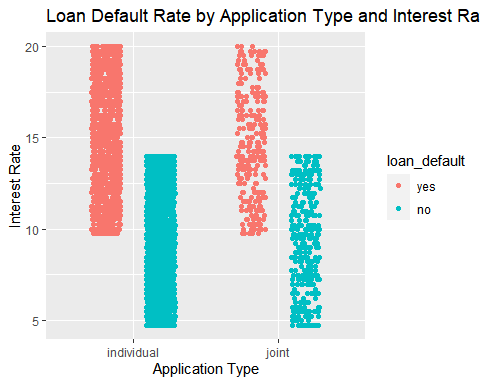 Loan Default Rate by Application Type and Interest Ra
20
15
10
5
Interest Rate
individual
joint
Application Type
loan_default
yes
no